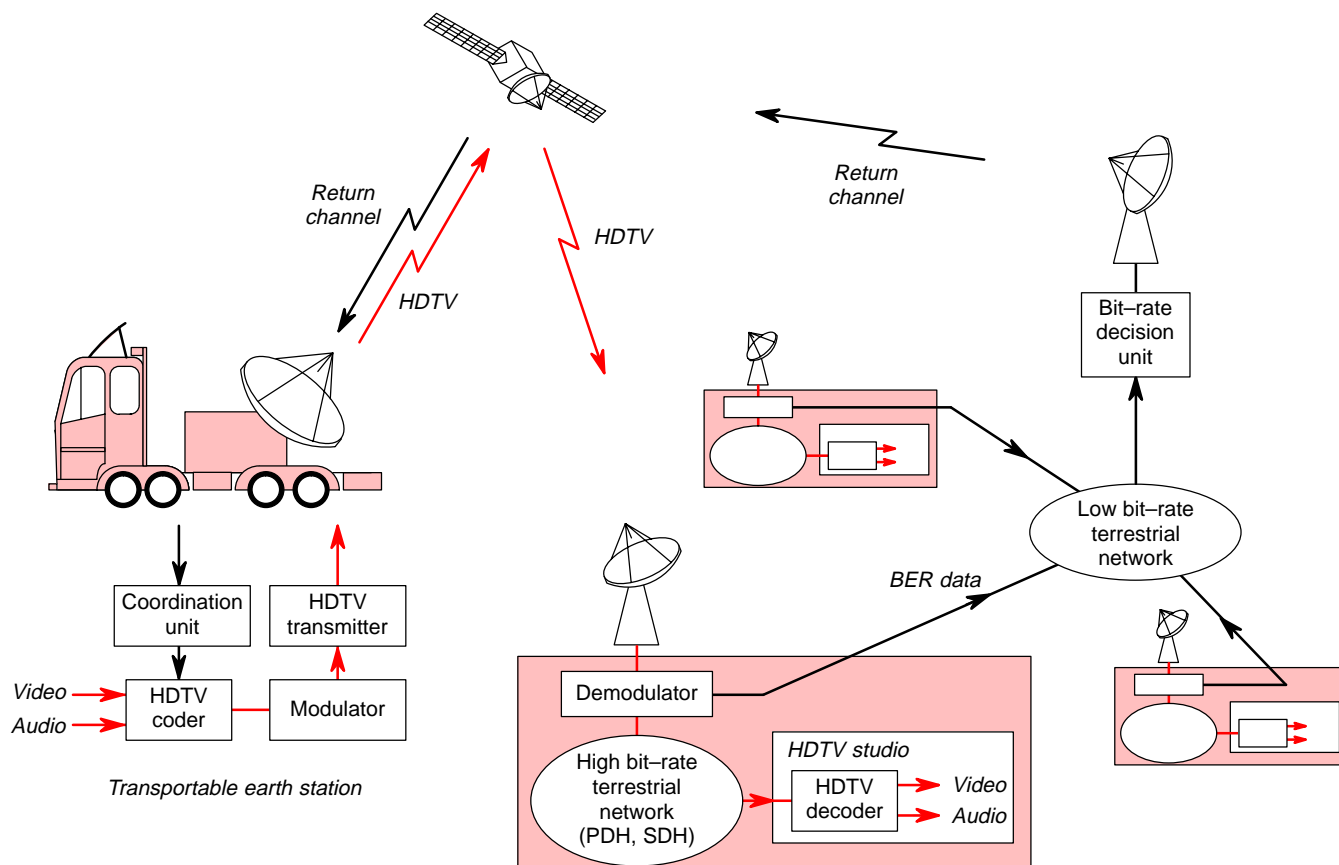 Return
channel
HDTV
HDTV
Return
channel
Bit–rate
decision
unit
Low bit–rate
terrestrial
network
BER data
Coordination
unit
HDTV
transmitter
Video
Audio
HDTV
coder
Modulator
Transportable earth station
Demodulator
High bit–rate
terrestrial
network
(PDH, SDH)
HDTV studio
HDTV
decoder
Video
Audio